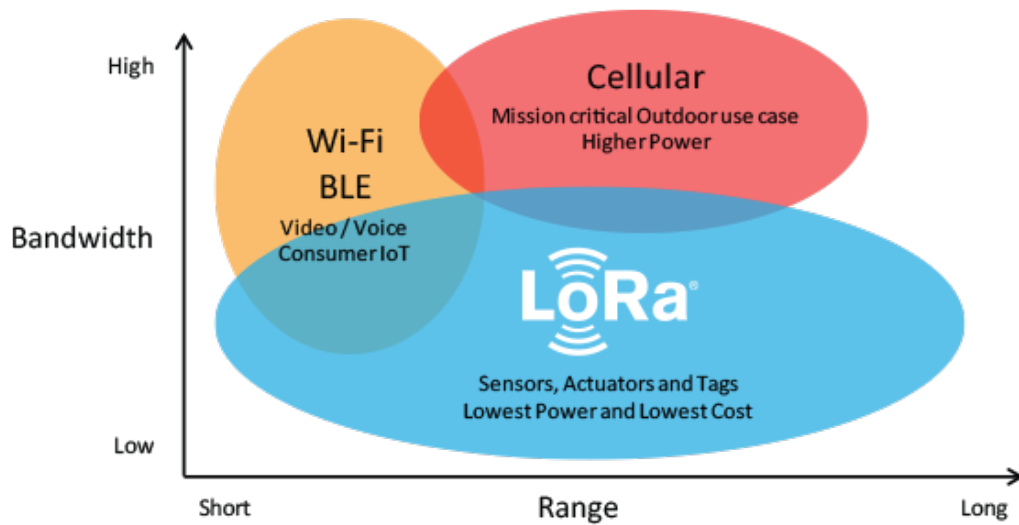 High
Cellular
Mission critical Outdoor use case
Higher Power
Wi-Fi
BLE
Video / Voice
Consumer IoT
Bandwidth
LoRa®
Sensors, Actuators and Tags
Lowest Power and Lowest Cost
Low
Short
Range
Long